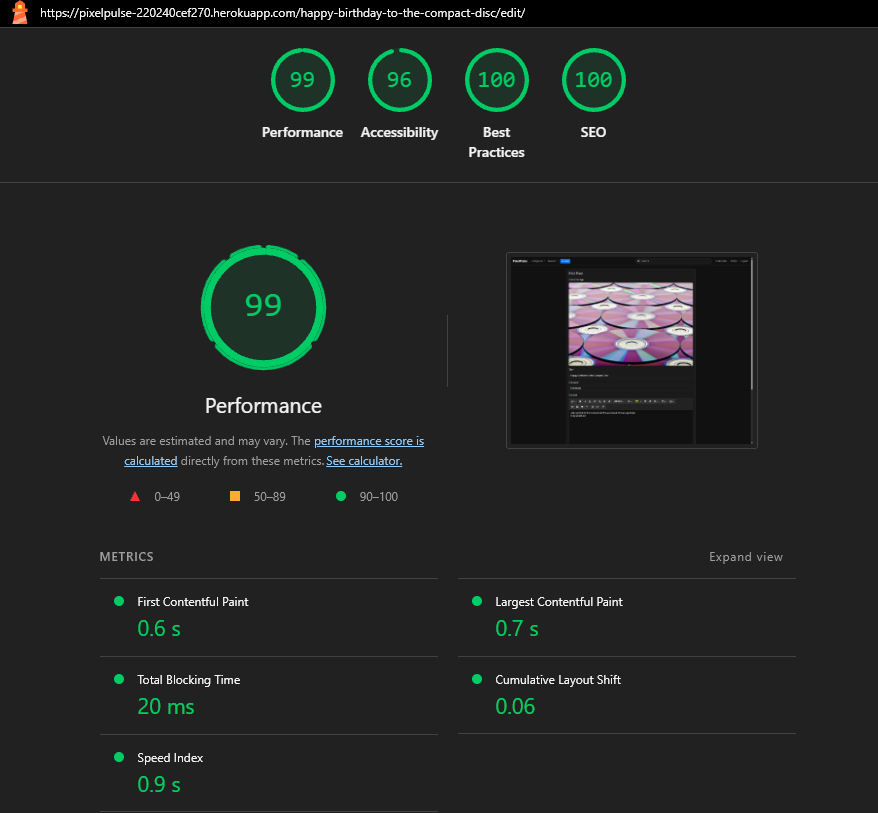 https://pixelpulse-220240cef270.herokuapp.com/happy-birthday-to-the-compact-disc/edit/
99
96
100
100
Performance
Accessibility
Best
Practices
SEO
99
Performance
Values are estimated and may vary. The performance score is
calculated directly from these metrics. See calculator.
0–49
50–89
90–100
METRICS
Expand view
First Contentful Paint
0.6 s
Largest Contentful Paint
0.7 s
Total Blocking Time
20 ms
Cumulative Layout Shift
0.06
Speed Index
0.9 s